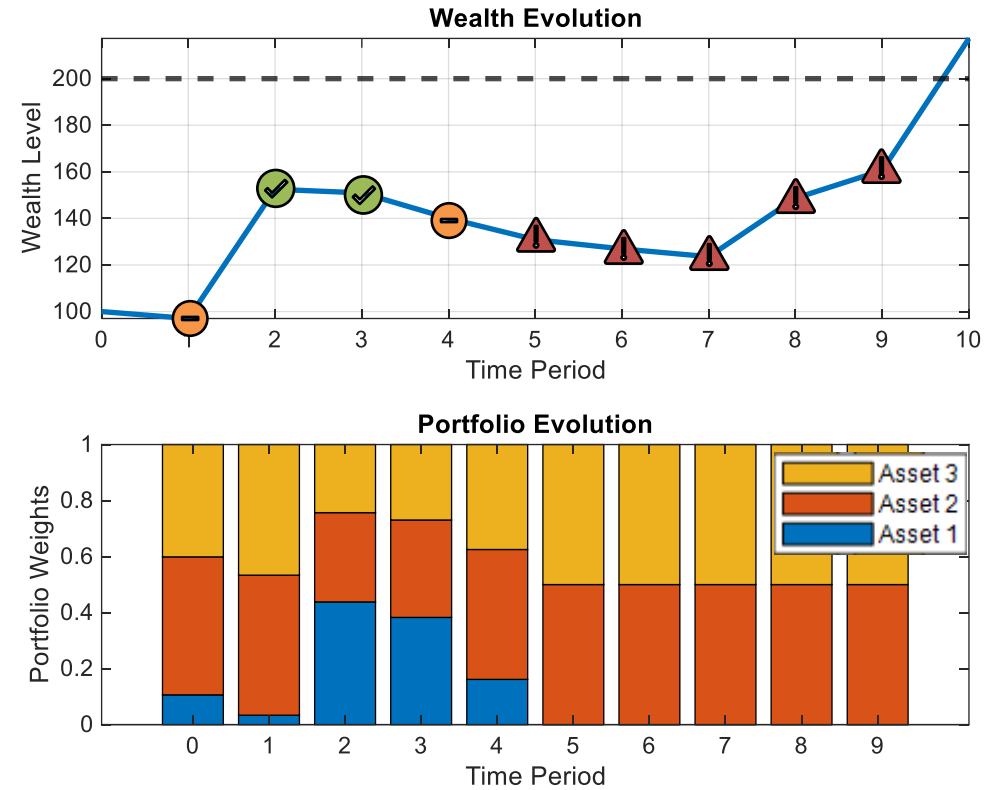 Wealth Evolution
Wealth Level
200
180
160
140
120
100
0 2 3 4 5 6 7 8 9 10
Time Period
Portfolio Evolution
Portfolio Weights
1
0.8
0.6
0.4
0.2
0
Asset 3
Asset 2
Asset 1
0 1 2 3 4 5 6 7 8 9
Time Period